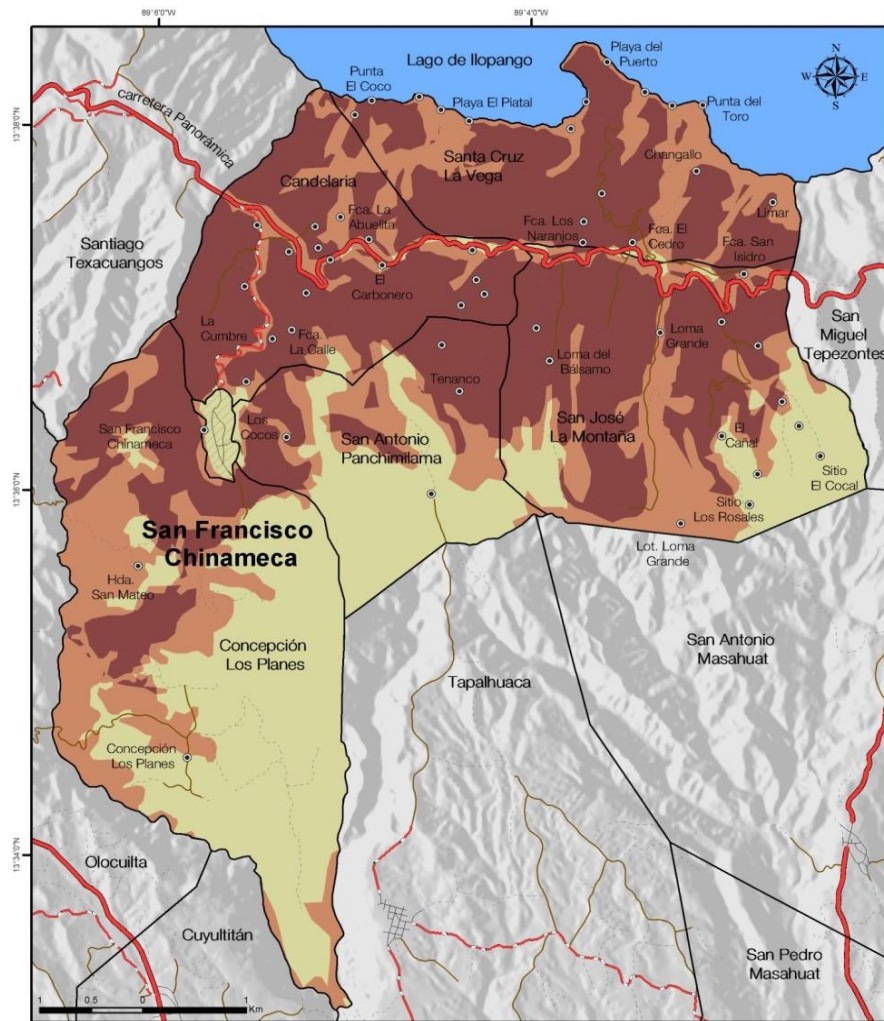 89°6'0"W
89°4'0"W
Lago de Ilopango
Playa del
Puerto
N
W
E
S
Punta
El Coco
Playa El Piatal
Punta del
Toro
carretera Panorámica
Santa Cruz
La Vega
Changallo
Candelaria
Fca. La
Abuelita
Limar
Fca. Los
Naranjos
Fca. El
Cedro
Fca. San
Isidro
Santiago
Texacuangos
El
Carbonero
San
Miguel
Tepezontes
La
Cumbre
Fca.
La Calle
Loma del
Bálsamo
Loma
Grande
Tenanco
San Francisco
Chinameca
Los
Cocos
San Antonio
Panchimilama
San José
La Montaña
El
Cañal
Sitio
El Cocal
Sitio
Los Rosales
San Francisco
Chinameca
Lot. Loma
Grande
Hda.
San Mateo
Concepción
Los Planes
San Antonio
Masahuat
Tapalhuaca
Concepción
Los Planes
Olocuilta
Cuyultitán
San Pedro
Masahuat
1 0.5 0 1
Km